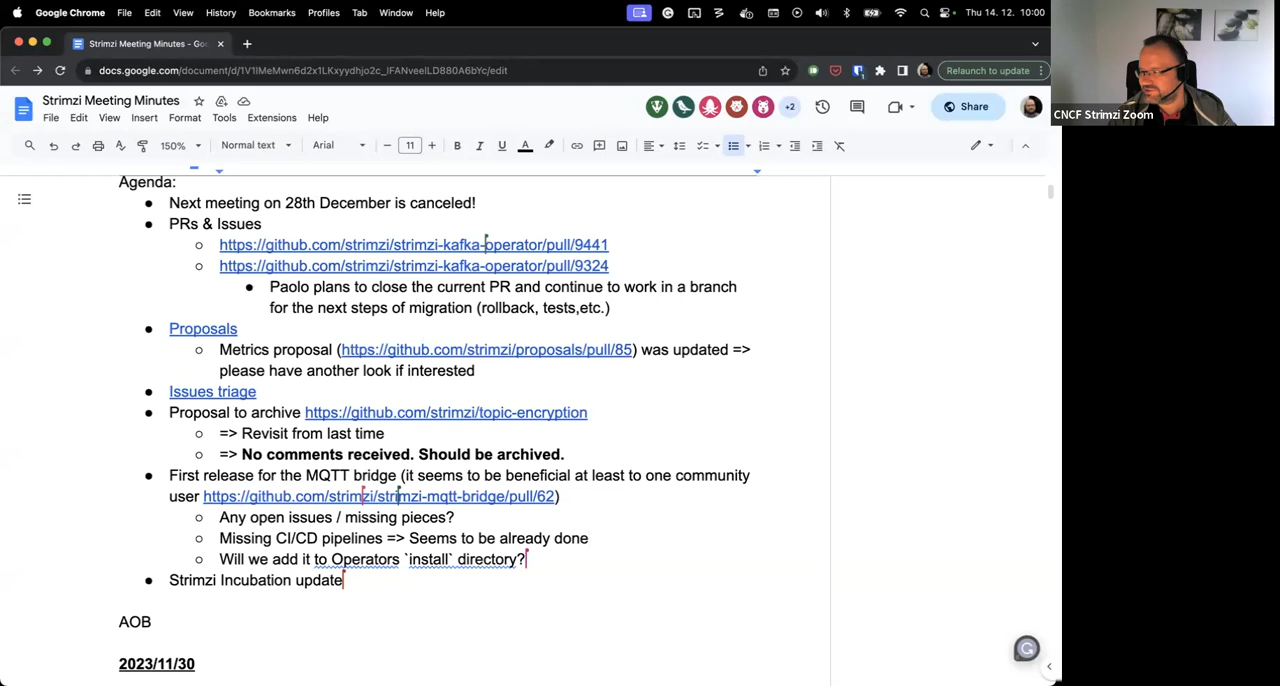 Google Chrome File Edit View History Bookmarks Profiles Tab Window Help Thu 14. 12. 10:00
Strimzi Meeting Minutes - Goo
docs.google.com/document/d/1V1lMeMwn6d2x1LKxyydhjo2c_lFANveelLD880A6bYc/edit
Relaunch to update
Strimzi Meeting Minutes
File Edit View Insert Format Tools Extensions Help
+2
Share
CNCF Strimzi Zoom
150% Normal text Arial 11
Agenda:
Next meeting on 28th December is canceled!
PRs & Issues
https://github.com/strimzi/strimzi-kafka-operator/pull/9441
https://github.com/strimzi/strimzi-kafka-operator/pull/9324
Paolo plans to close the current PR and continue to work in a branch
for the next steps of migration (rollback, tests,etc.)
Proposals
Metrics proposal (https://github.com/strimzi/proposals/pull/85) was updated =>
please have another look if interested
Issues triage
Proposal to archive https://github.com/strimzi/topic-encryption
=> Revisit from last time
=> No comments received. Should be archived.
First release for the MQTT bridge (it seems to be beneficial at least to one community
user https://github.com/strimzi/strimzi-mqtt-bridge/pull/62)
Any open issues / missing pieces?
Missing CI/CD pipelines => Seems to be already done
Will we add it to Operators `install` directory?
Strimzi Incubation update
AOB
2023/11/30